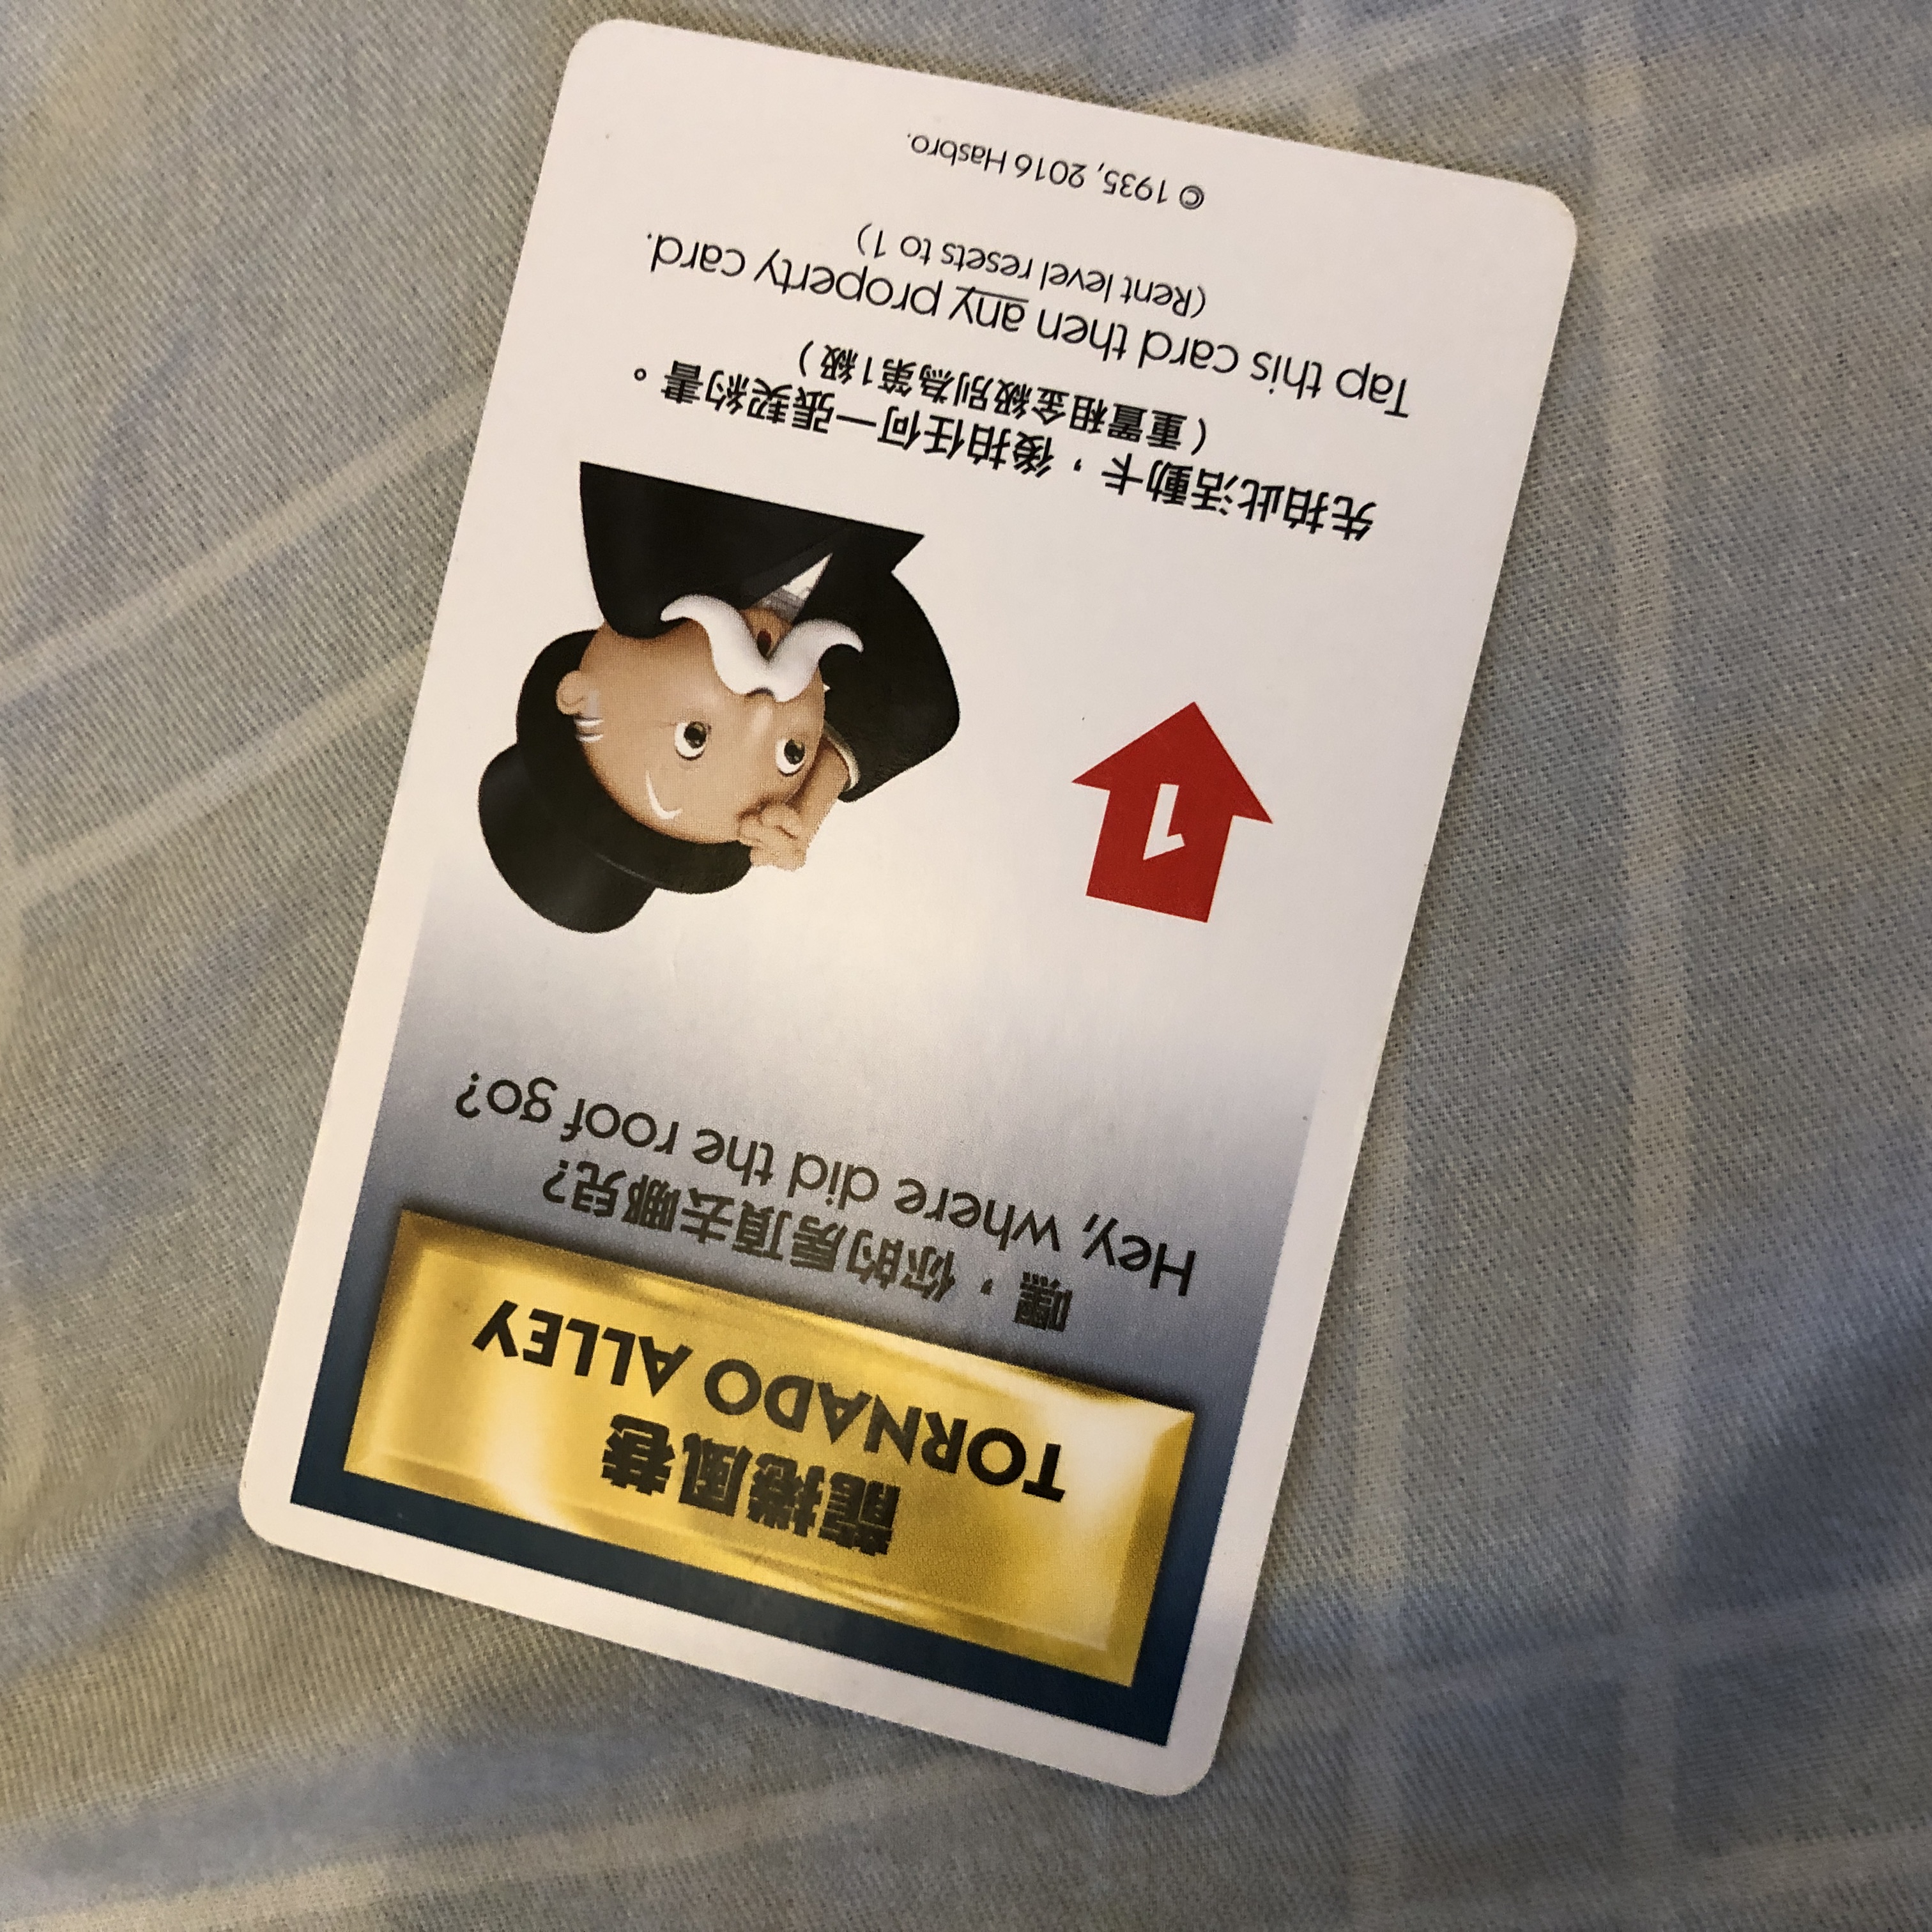 龍捲風巷
TORNADO ALLEY
嘿，你的房頂去哪兒?
Hey, where did the roof go?
1
先拍此活動卡，後拍任何一張契約書。
（重置租金級別為第1級）
Tap this card then any property card.
(Rent level resets to 1)
© 1935, 2016 Hasbro.